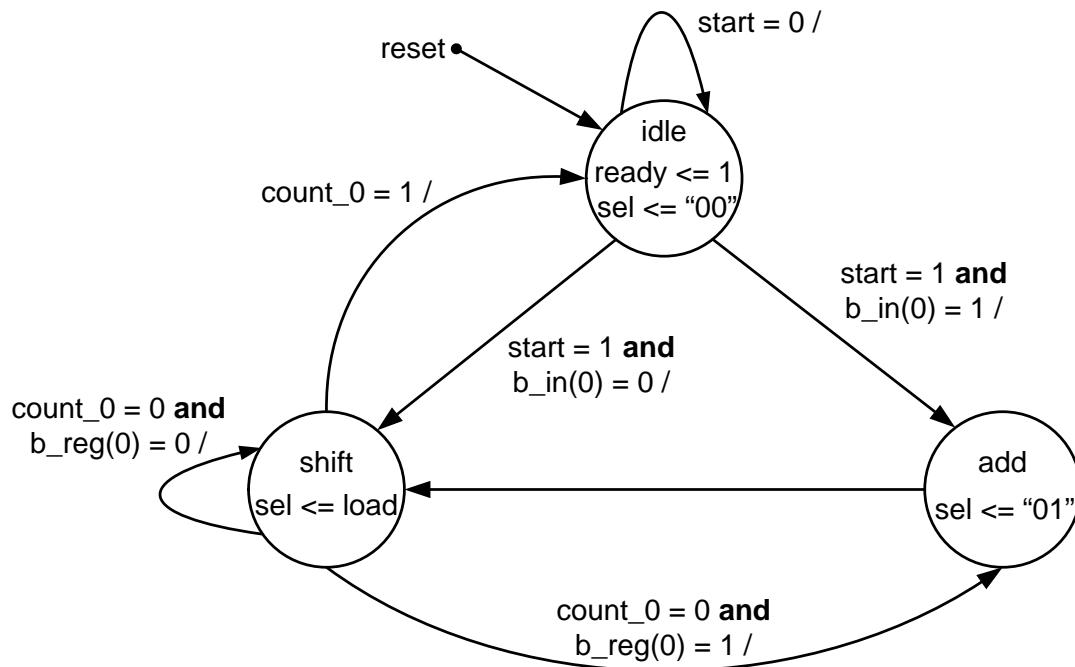 start = 0 /
reset
idle
ready <= 1
sel <= “00”
count_0 = 1 /
start = 1 and
b_in(0) = 1 /
start = 1 and
b_in(0) = 0 /
count_0 = 0 and
b_reg(0) = 0 /
shift
sel <= load
add
sel <= “01”
count_0 = 0 and
b_reg(0) = 1 /